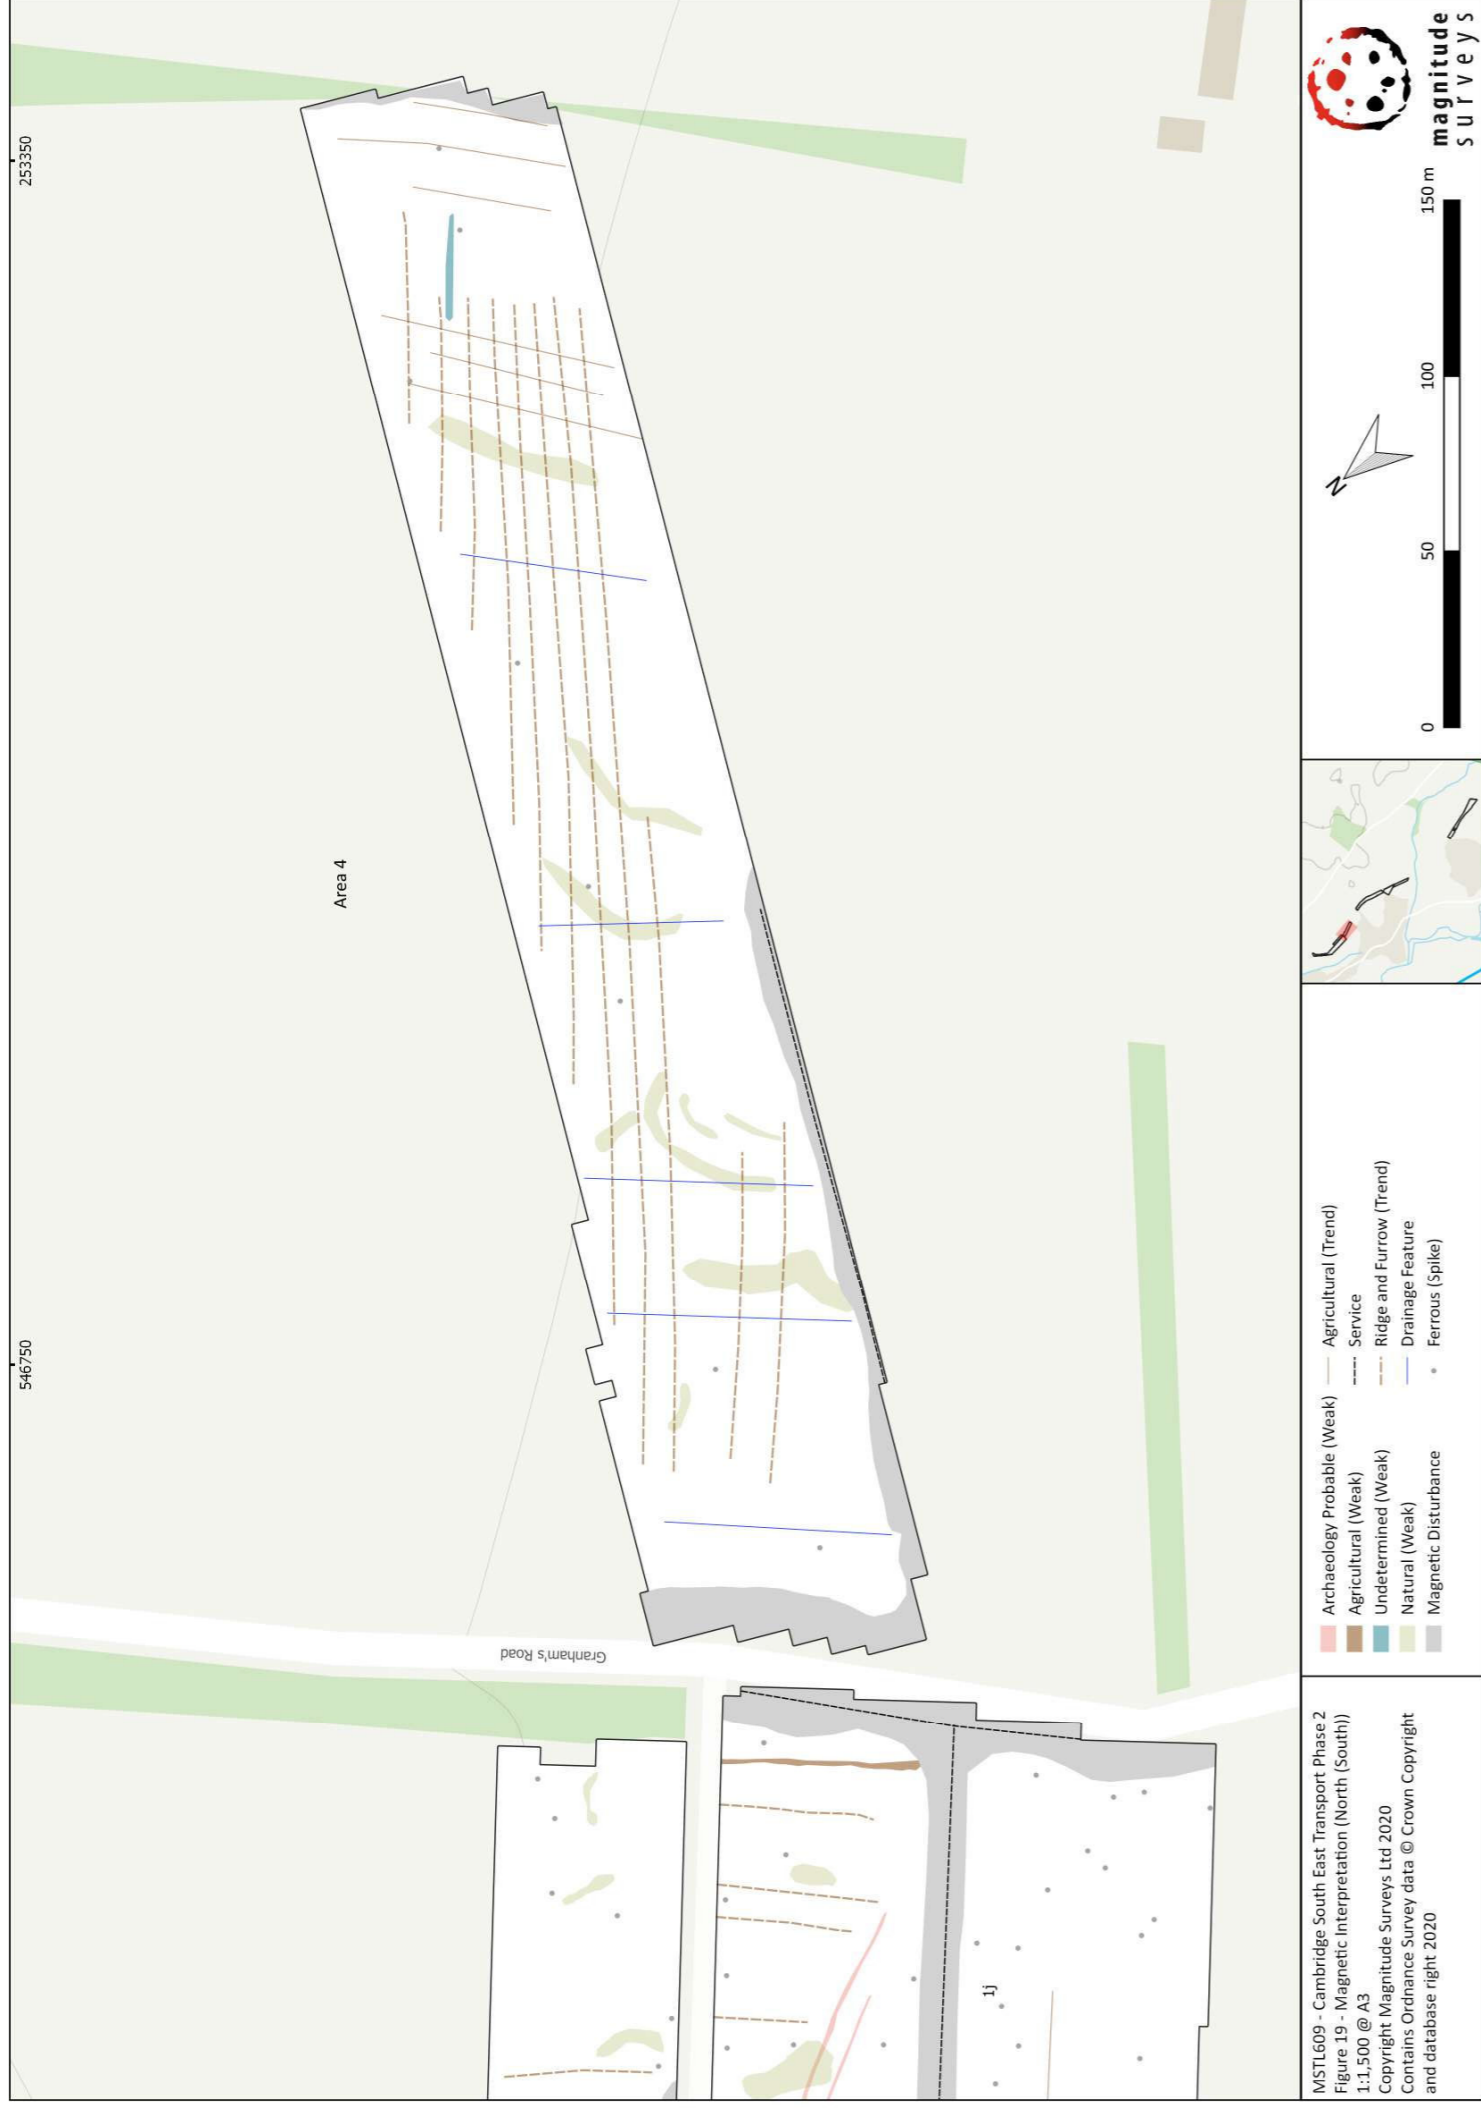 546750
253350
Area 4
Granham's Road
1j
MSTL609 - Cambridge South East Transport Phase 2
Figure 19 - Magnetic Interpretation (North (South))
1:1,500 @ A3
Copyright Magnitude Surveys Ltd 2020
Contains Ordnance Survey data © Crown Copyright
and database right 2020
Archaeology Probable (Weak)
Agricultural (Weak)
Undetermined (Weak)
Natural (Weak)
Magnetic Disturbance
Agricultural (Trend)
Service
Ridge and Furrow (Trend)
Drainage Feature
Ferrous (Spike)
N
0 50 100 150 m
magnitude
surveys